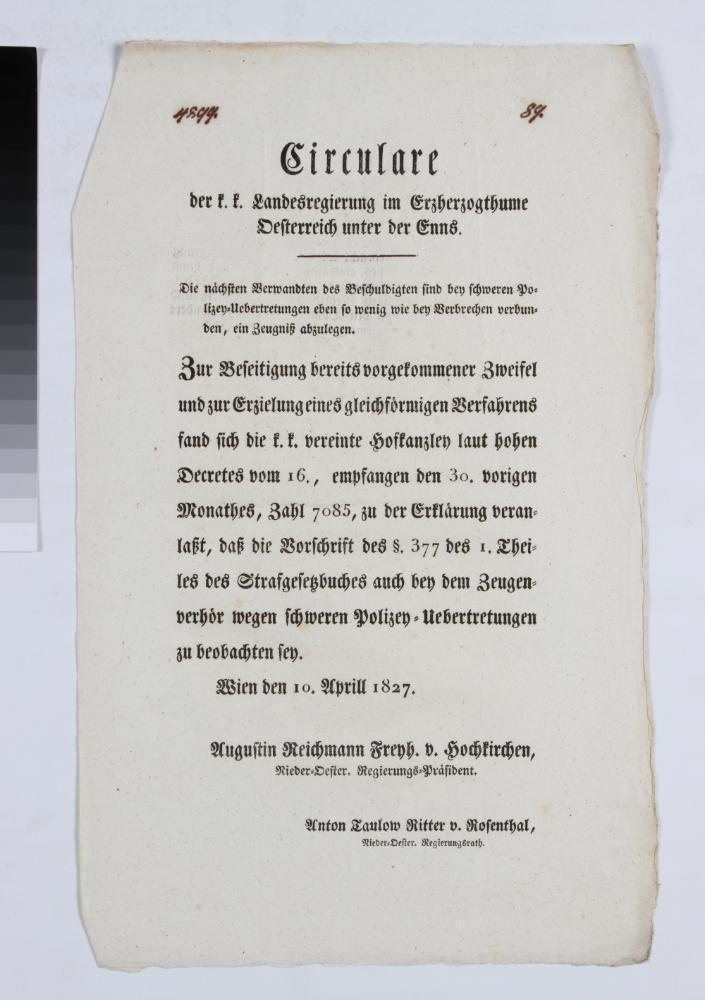 4899. 89.
Circulare
der k. k. Landesregierung im Erzherzogthume
Oesterreich unter der Enns.
Die nächsten Verwandten des Beschuldigten sind bey schweren Po-
lizey-Uebertretungen eben so wenig wie bey Verbrechen verbun-
den, ein Zeugniß abzulegen.
Zur Beseitigung bereits vorgekommener Zweifel
und zur Erzielung eines gleichförmigen Verfahrens
fand sich die k. k. vereinte Hofkanzley laut hohen
Decretes vom 16., empfangen den 30. vorigen
Monathes, Zahl 7085, zu der Erklärung veran-
laßt, daß die Vorschrift des §. 377 des 1. Thei-
les des Strafgesetzbuches auch bey dem Zeugen-
verhör wegen schweren Polizey-Uebertretungen
zu beobachten sey.
Wien den 10. Aprill 1827.
Augustin Reichmann Freyh. v. Hochkirchen,
Nieder-Oester. Regierungs-Präsident.
Anton Taulow Ritter v. Rosenthal,
Nieder-Oester. Regierungsrath.